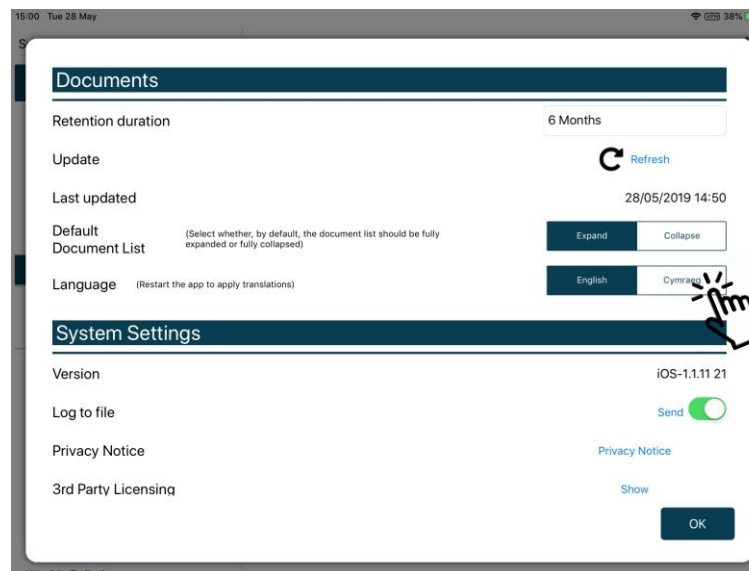 15:00 Tue 28 May
VPN 38%
S
Documents
Retention duration 6 Months
Update Refresh
Last updated 28/05/2019 14:50
Default
Document List
(Select whether, by default, the document list should be fully
expanded or fully collapsed)
Expand Collapse
Language (Restart the app to apply translations) English
System Settings
Version iOS-1.1.11 21
Log to file Send
Privacy Notice Privacy Notice
3rd Party Licensing Show
OK